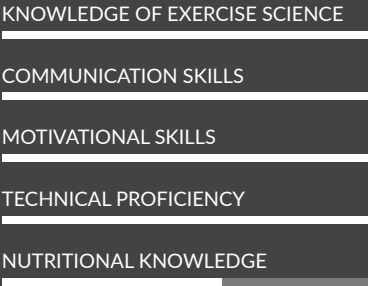 KNOWLEDGE OF EXERCISE SCIENCE
COMMUNICATION SKILLS
MOTIVATIONAL SKILLS
TECHNICAL PROFICIENCY
NUTRITIONAL KNOWLEDGE